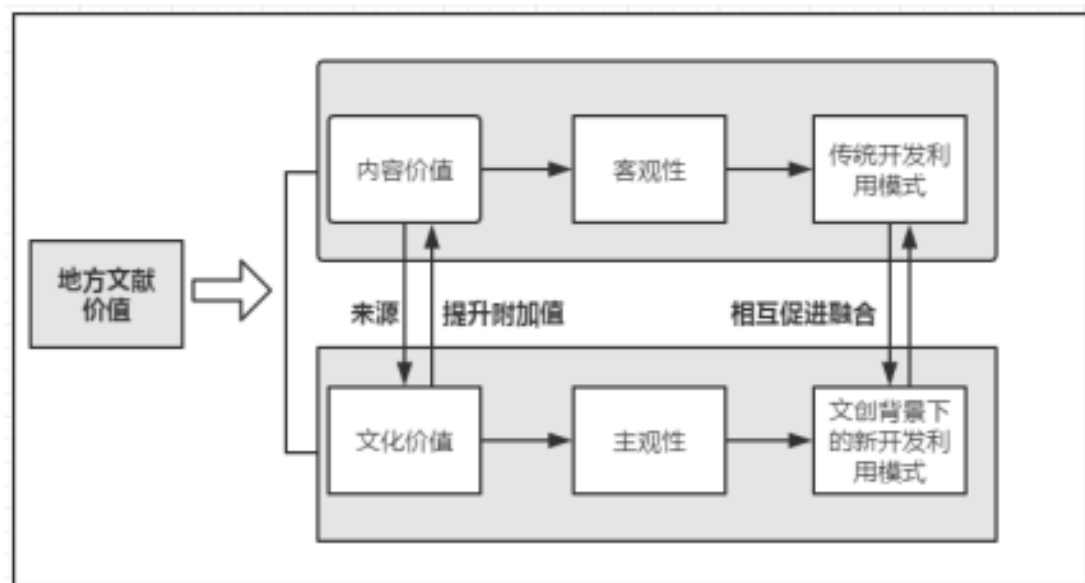 内容价值
客观性
传统开发利
用模式
地方文献
价值
来源
提升附加值
相互促进融合
文化价值
主观性
文创背景下
的新开发利
用模式